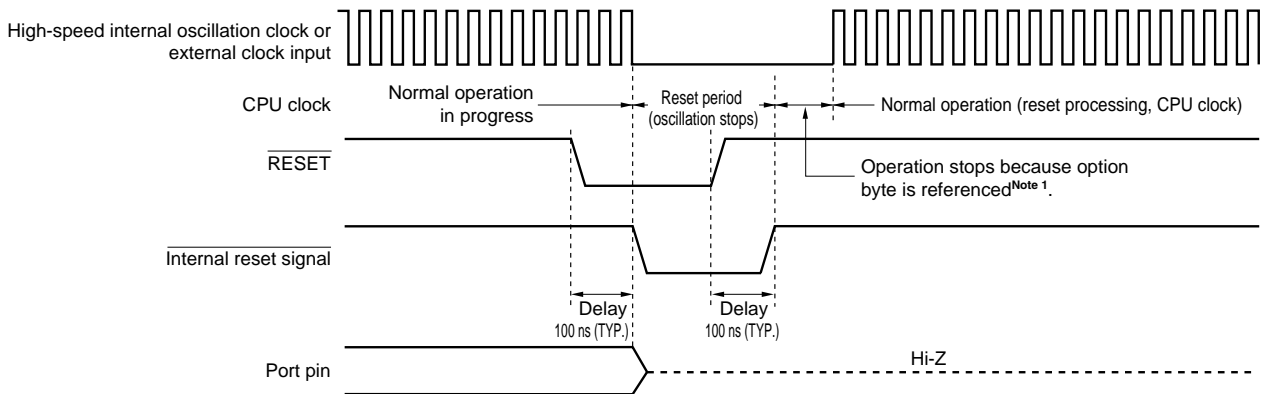 High-speed internal oscillation clock or
external clock input
CPU clock
Normal operation
in progress
Reset period
(oscillation stops)
Normal operation (reset processing, CPU clock)
RESET
Operation stops because option
byte is referencedNote 1.
Internal reset signal
Delay
100 ns (TYP.)
Delay
100 ns (TYP.)
Port pin
Hi-Z